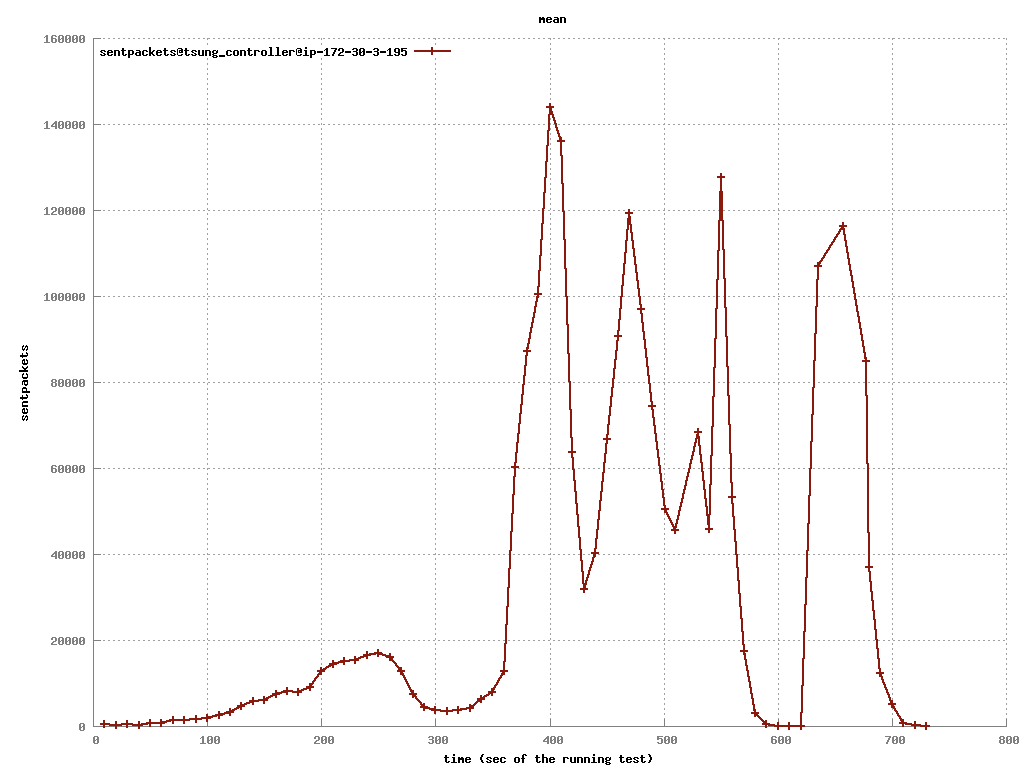 mean
160000
sentpackets@tsung_controller@ip-172-30-3-195
140000
120000
100000
80000
60000
40000
20000
0
sentpackets
0 100 200 300 400 500 600 700 800
time (sec of the running test)